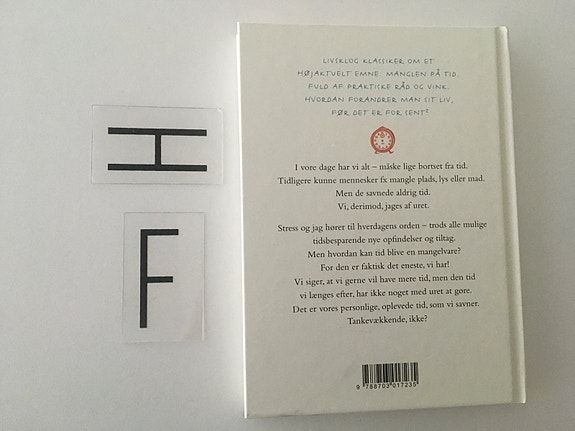 LIVSKLOG KLASSIKER OM ET
HØJAKTUELT EMNE: MANGLEN PÅ TID.
FULD AF PRAKTISKE RÅD OG VINK.
HVORDAN FORANDRER MAN SIT LIV,
FØR DET ER FOR SENT?
I vore dage har vi alt – måske lige bortset fra tid.
Tidligere kunne mennesker fx mangle plads, lys eller mad.
Men de savnede aldrig tid.
Vi, derimod, jages af uret.
Stress og jag hører til hverdagens orden – trods alle mulige
tidsbesparende nye opfindelser og tiltag.
Men hvordan kan tid blive en mangelvare?
For den er faktisk det eneste, vi har!
Vi siger, at vi gerne vil have mere tid, men den tid
vi længes efter, har ikke noget med uret at gøre.
Det er vores personlige, oplevede tid, som vi savner.
Tankevækkende, ikke?
9 788703 017235
H
F